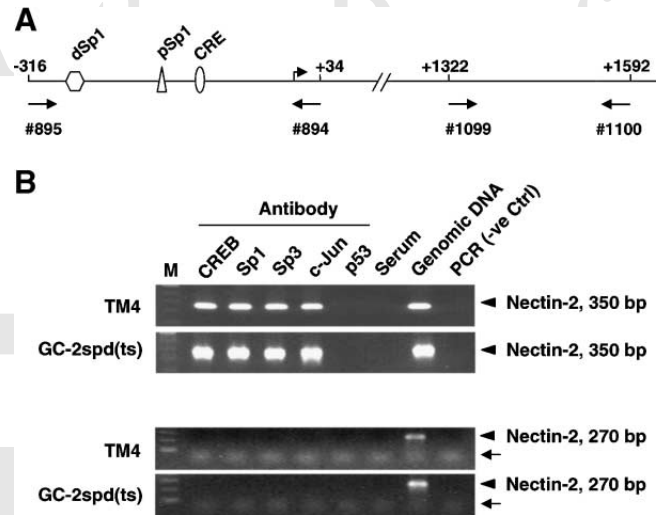 A
dSp1
pSp1
CRE
-316
+34
+1322
+1592
#895
#894
#1099
#1100
B
Antibody
M
CREB
Sp1
Sp3
c-Jun
p53
Serum
Genomic DNA
PCR (-ve Ctrl)
TM4
Nectin-2, 350 bp
GC-2spd(ts)
Nectin-2, 350 bp
TM4
Nectin-2, 270 bp
GC-2spd(ts)
Nectin-2, 270 bp